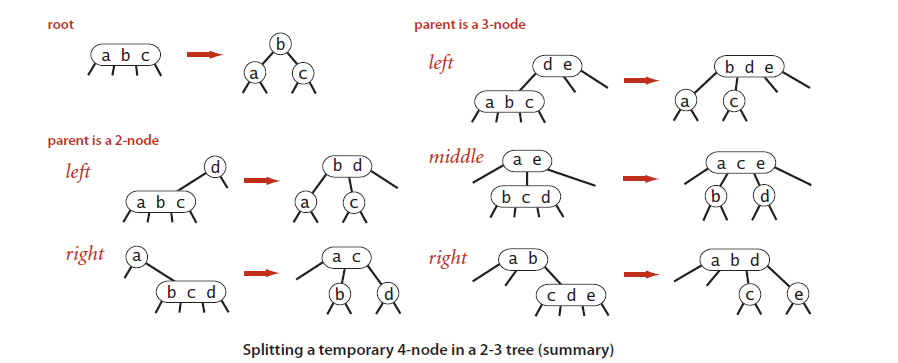 root
a b c
b
a
c
parent is a 2-node
left
d
a b c
b d
a
c
right
a
b c d
a c
b
d
parent is a 3-node
left
d e
a b c
b d e
a
c
middle
a e
b c d
a c e
b
d
right
a b
c d e
a b d
c
e
Splitting a temporary 4-node in a 2-3 tree (summary)